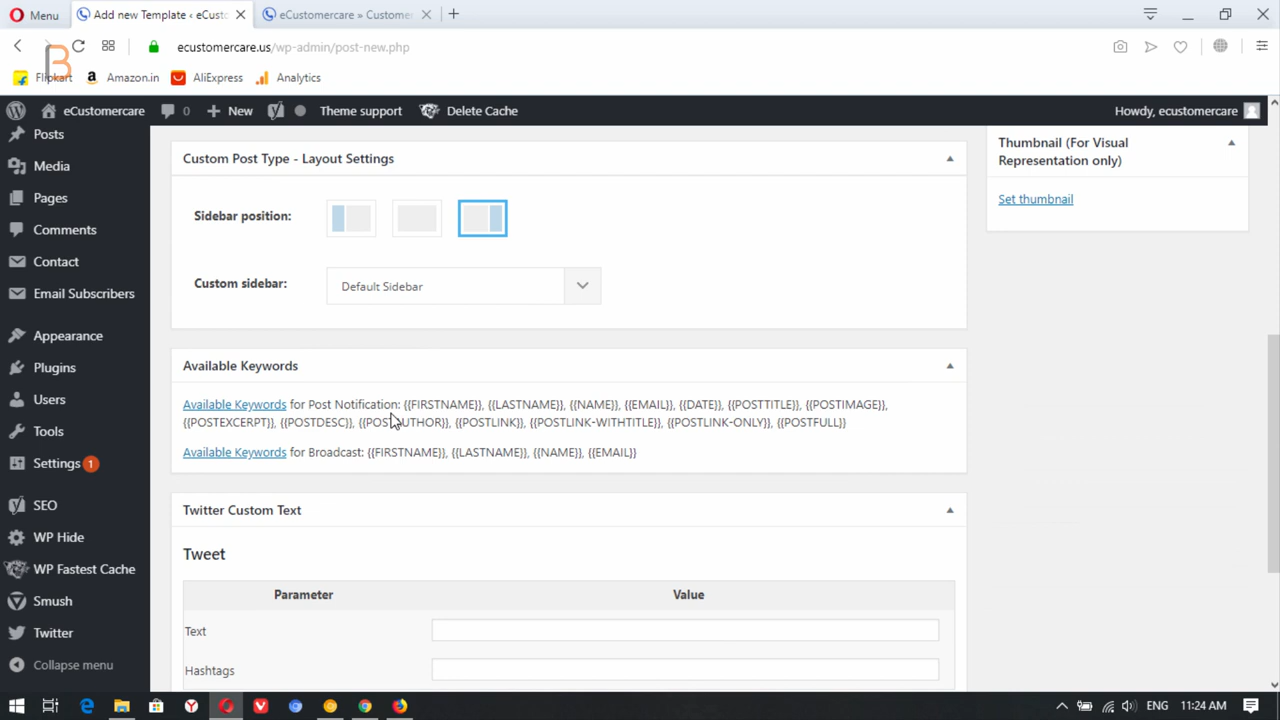 Menu
Add new Template ‹ eCusto
eCustomercare » Customer
ecustomercare.us/wp-admin/post-new.php
Flipkart
Amazon.in
AliExpress
Analytics
eCustomercare
0
New
Theme support
Delete Cache
Howdy, ecustomercare
Posts
Media
Pages
Comments
Contact
Email Subscribers
Appearance
Plugins
Users
Tools
Settings 1
SEO
WP Hide
WP Fastest Cache
Smush
Twitter
Collapse menu
Custom Post Type - Layout Settings
Sidebar position:
Custom sidebar:
Default Sidebar
Available Keywords
Available Keywords for Post Notification: {{FIRSTNAME}}, {{LASTNAME}}, {{NAME}}, {{EMAIL}}, {{DATE}}, {{POSTTITLE}}, {{POSTIMAGE}},
{{POSTEXCERPT}}, {{POSTDESC}}, {{POSTAUTHOR}}, {{POSTLINK}}, {{POSTLINK-WITHTITLE}}, {{POSTLINK-ONLY}}, {{POSTFULL}}
Available Keywords for Broadcast: {{FIRSTNAME}}, {{LASTNAME}}, {{NAME}}, {{EMAIL}}
Twitter Custom Text
Tweet
Parameter
Value
Text
Hashtags
Thumbnail (For Visual
Representation only)
Set thumbnail
ENG
11:24 AM